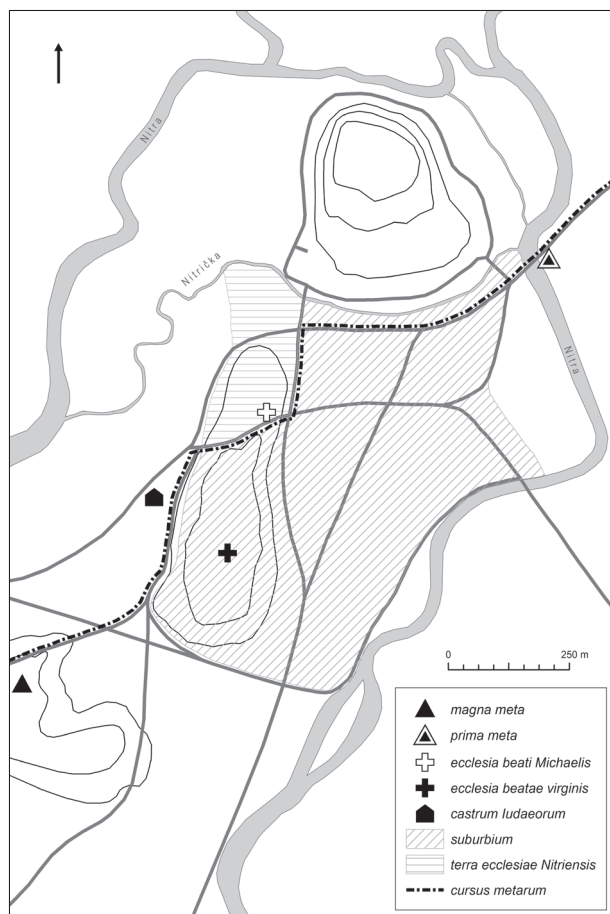 Nitra
Nitrička
Nitra
0
250 m
magna meta
prima meta
ecclesia beati Michaelis
ecclesia beatae virginis
castrum Iudaeorum
suburbium
terra ecclesiae Nitriensis
cursus metarum